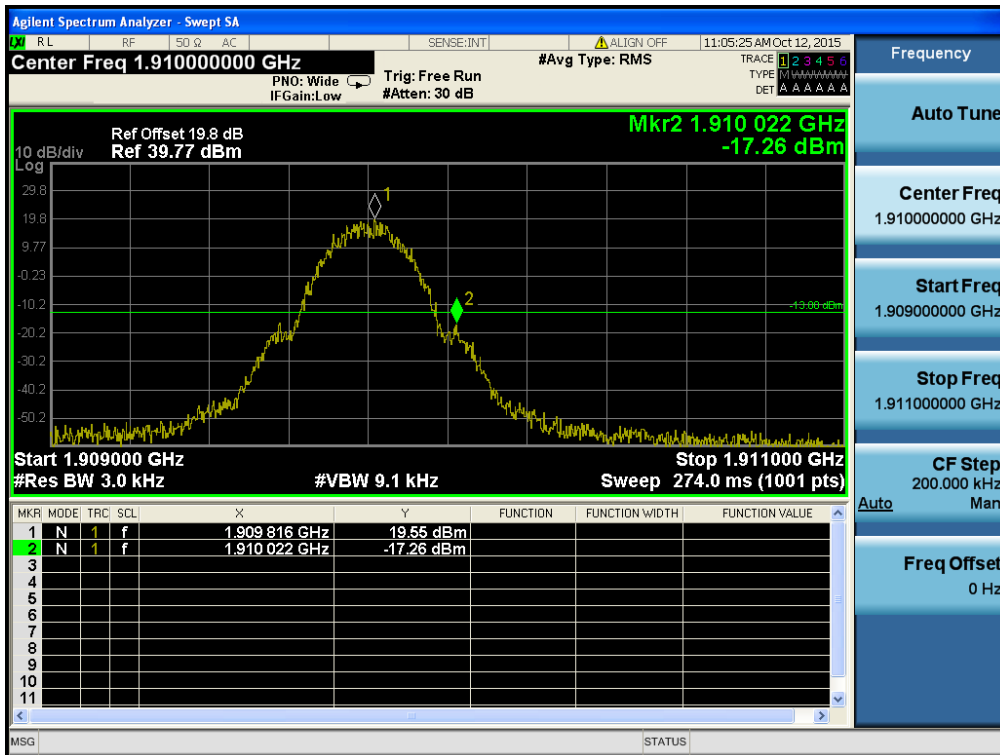 Agilent Spectrum Analyzer - Swept SA
LXI RL RF 50 Ω AC SENSE:INT ALIGN OFF 11:05:25 AM Oct 12, 2015
Center Freq 1.910000000 GHz
#Avg Type: RMS
TRACE 1 2 3 4 5 6
PNO: Wide
Trig: Free Run
TYPE M WWWWW
IFGain:Low
#Atten: 30 dB
DET A A A A A A
Mkr2 1.910 022 GHz
-17.26 dBm
Ref Offset 19.8 dB
10 dB/div Ref 39.77 dBm
Log
29.8
19.8
9.77
-0.23
-10.2
-20.2
-30.2
-40.2
-50.2
1
2
-13.00 dBm
Start 1.909000 GHz Stop 1.911000 GHz
#Res BW 3.0 kHz #VBW 9.1 kHz Sweep 274.0 ms (1001 pts)
MKR MODE TRC SCL X Y FUNCTION FUNCTION WIDTH FUNCTION VALUE
1 N 1 f 1.909 816 GHz 19.55 dBm
2 N 1 f 1.910 022 GHz -17.26 dBm
3
4
5
6
7
8
9
10
11
MSG STATUS
Frequency
Auto Tune
Center Freq
1.910000000 GHz
Start Freq
1.909000000 GHz
Stop Freq
1.911000000 GHz
CF Step
200.000 kHz
Auto Man
Freq Offset
0 Hz